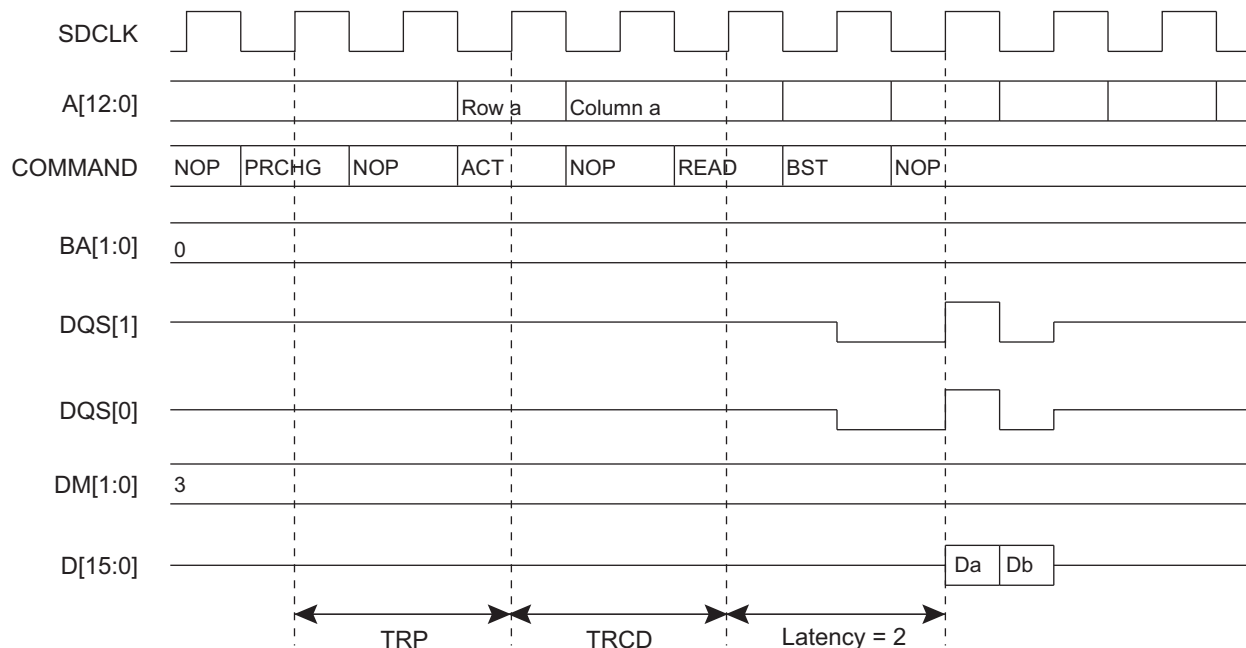 SDCLK
A[12:0] Row a Column a
COMMAND NOP PRCHG NOP ACT NOP READ BST NOP
BA[1:0] 0
DQS[1]
DQS[0]
DM[1:0] 3
D[15:0] Da Db
TRP TRCD Latency = 2